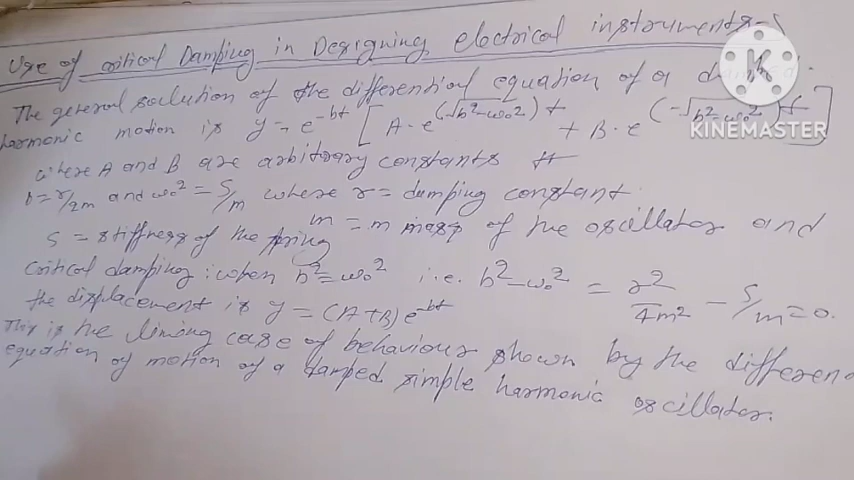 Use of critical Damping in Designing electrical instruments-
The general soulution of the differential equation of a damped.
harmonic motion is y = e^-bt [ A·e^(√b²-ω₀²) t + B·e^(-√b²-ω₀²) t ]
where A and B are arbitrary constants
b = r/2m and ω₀² = S/m where r = damping constant.
m = m mass of the oscillator and
S = stiffness of the spring
Critical damping: when b² = ω₀² i.e. b² - ω₀² = r²/4m² - S/m = 0.
the displacement is y = (A+B) e^-bt
This is the liming case of behaviour shown by the differen
equation of motion of a damped simple harmonic oscillator.
KINEMASTER